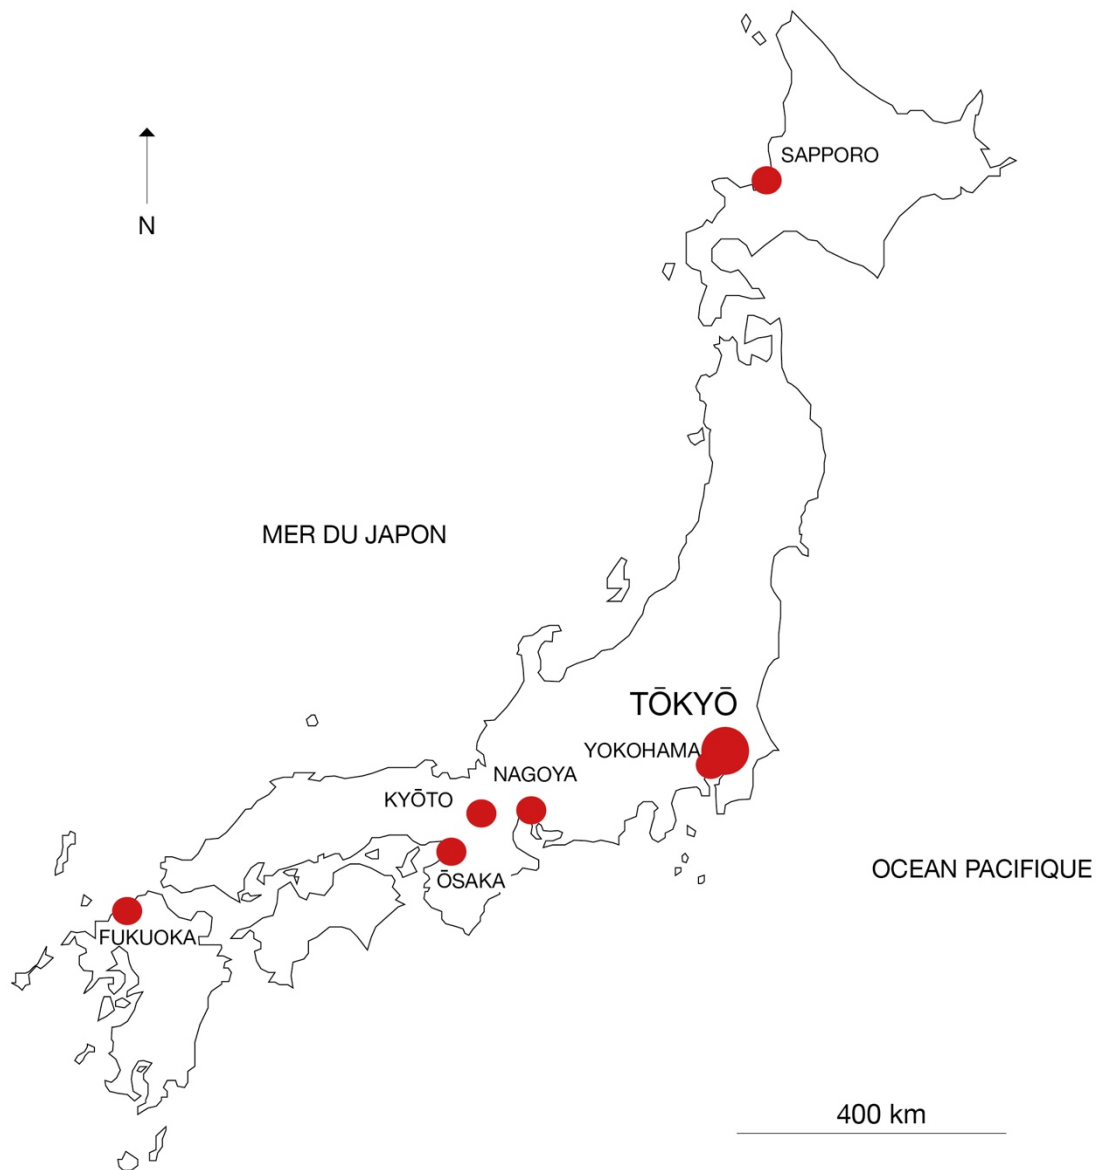 SAPPORO
N
MER DU JAPON
TŌKYŌ
YOKOHAMA
NAGOYA
KYŌTO
OCEAN PACIFIQUE
ŌSAKA
FUKUOKA
400 km